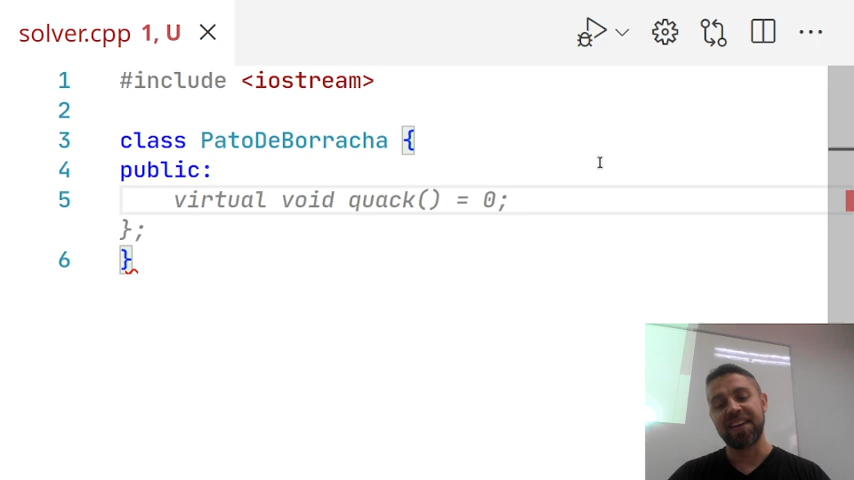 solver.cpp 1, U
1 #include <iostream>
2
3 class PatoDeBorracha {
4 public:
5 virtual void quack() = 0;
};
6 }